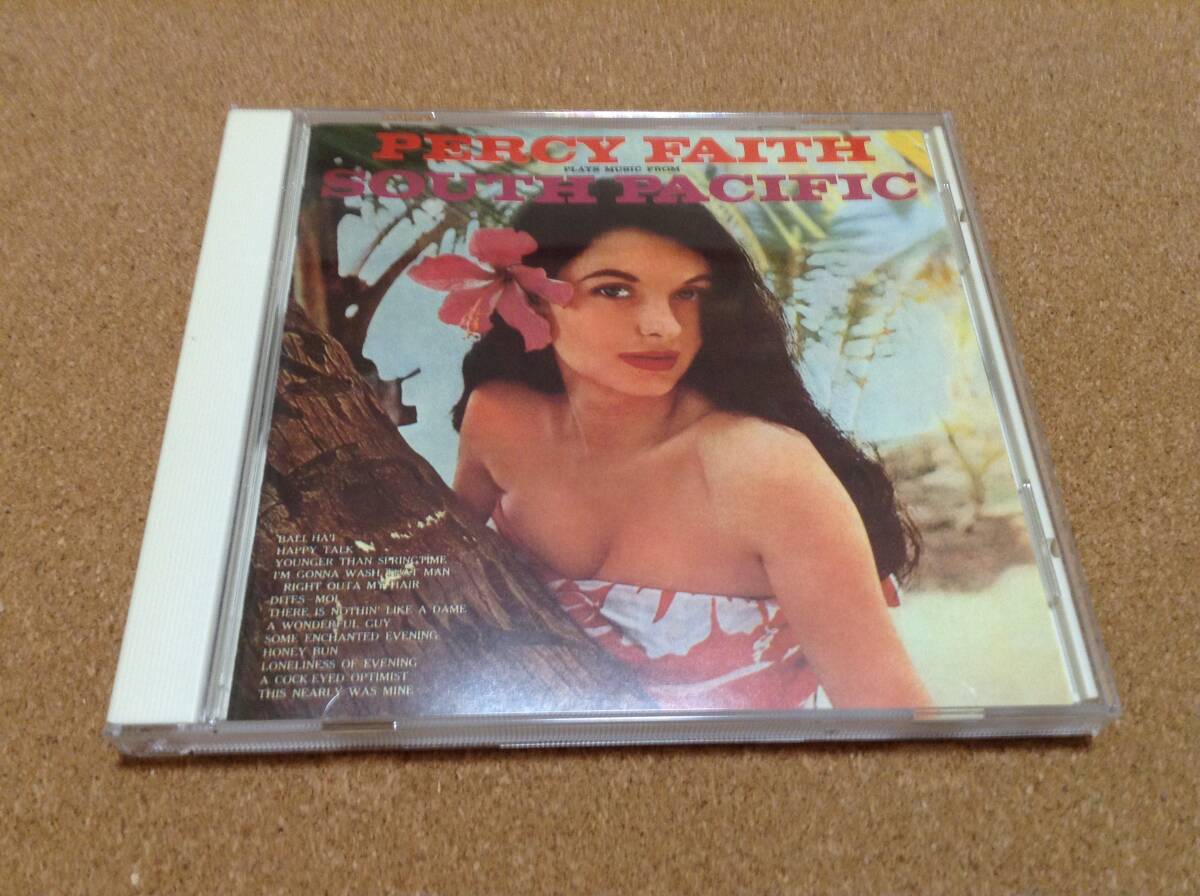 PERCY FAITH
PLAYS MUSIC FROM
SOUTH PACIFIC
BALI HA'I
HAPPY TALK
YOUNGER THAN SPRINGTIME
I'M GONNA WASH THAT MAN
RIGHT OUTA MY HAIR
DITES-MOI
THERE IS NOTHIN' LIKE A DAME
A WONDERFUL GUY
SOME ENCHANTED EVENING
HONEY BUN
LONELINESS OF EVENING
A COCK EYED OPTIMIST
THIS NEARLY WAS MINE